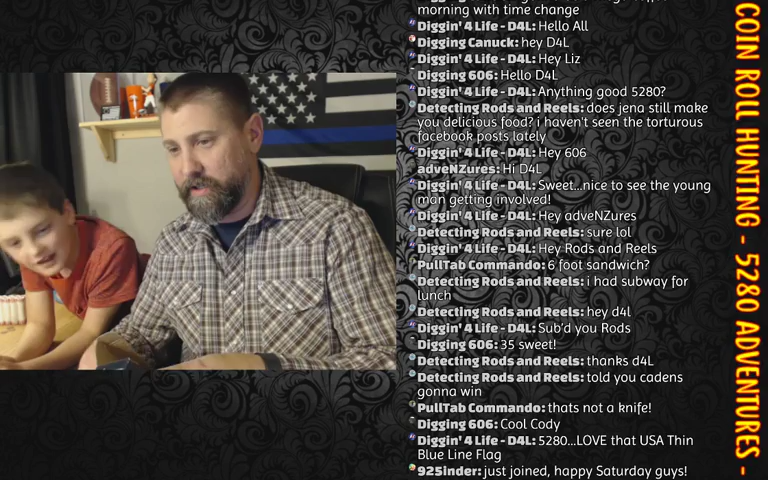 morning with time change
Diggin' 4 Life - D4L: Hello All
Digging Canuck: hey D4L
Diggin' 4 Life - D4L: Hey Liz
Digging 606: Hello D4L
Diggin' 4 Life - D4L: Anything good 5280?
Detecting Rods and Reels: does jena still make
you delicious food? i haven't seen the torturous
facebook posts lately
Diggin' 4 Life - D4L: Hey 606
adveNZures: Hi D4L
Diggin' 4 Life - D4L: Sweet...nice to see the young
man getting involved!
Diggin' 4 Life - D4L: Hey adveNZures
Detecting Rods and Reels: sure lol
Diggin' 4 Life - D4L: Hey Rods and Reels
PullTab Commando: 6 foot sandwich?
Detecting Rods and Reels: i had subway for
lunch
Detecting Rods and Reels: hey d4l
Diggin' 4 Life - D4L: Sub'd you Rods
Digging 606: 35 sweet!
Detecting Rods and Reels: thanks d4L
Detecting Rods and Reels: told you cadens
gonna win
PullTab Commando: thats not a knife!
Digging 606: Cool Cody
Diggin' 4 Life - D4L: 5280...LOVE that USA Thin
Blue Line Flag
925inder: just joined, happy Saturday guys!
COIN ROLL HUNTING - 5280 ADVENTURES -